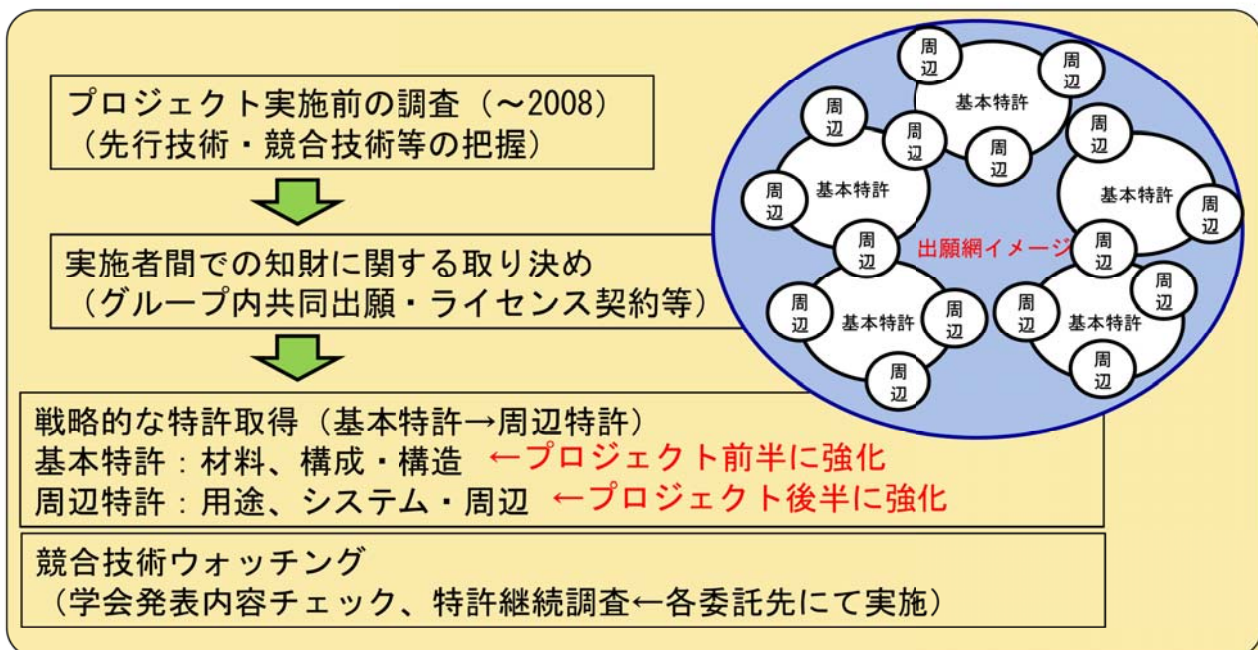 プロジェクト実施前の調査（～2008）
（先行技術・競合技術等の把握）
実施者間での知財に関する取り決め
（グループ内共同出願・ライセンス契約等）
戦略的な特許取得（基本特許→周辺特許）
基本特許：材料、構成・構造 ←プロジェクト前半に強化
周辺特許：用途、システム・周辺 ←プロジェクト後半に強化
競合技術ウォッチング
（学会発表内容チェック、特許継続調査←各委託先にて実施）
周辺
周辺
基本特許
周辺
周辺
周辺
周辺
基本特許
周辺
周辺
周辺
基本特許
周辺
周辺
出願網イメージ
周辺
基本特許
周辺
周辺
周辺
基本特許
周辺
周辺